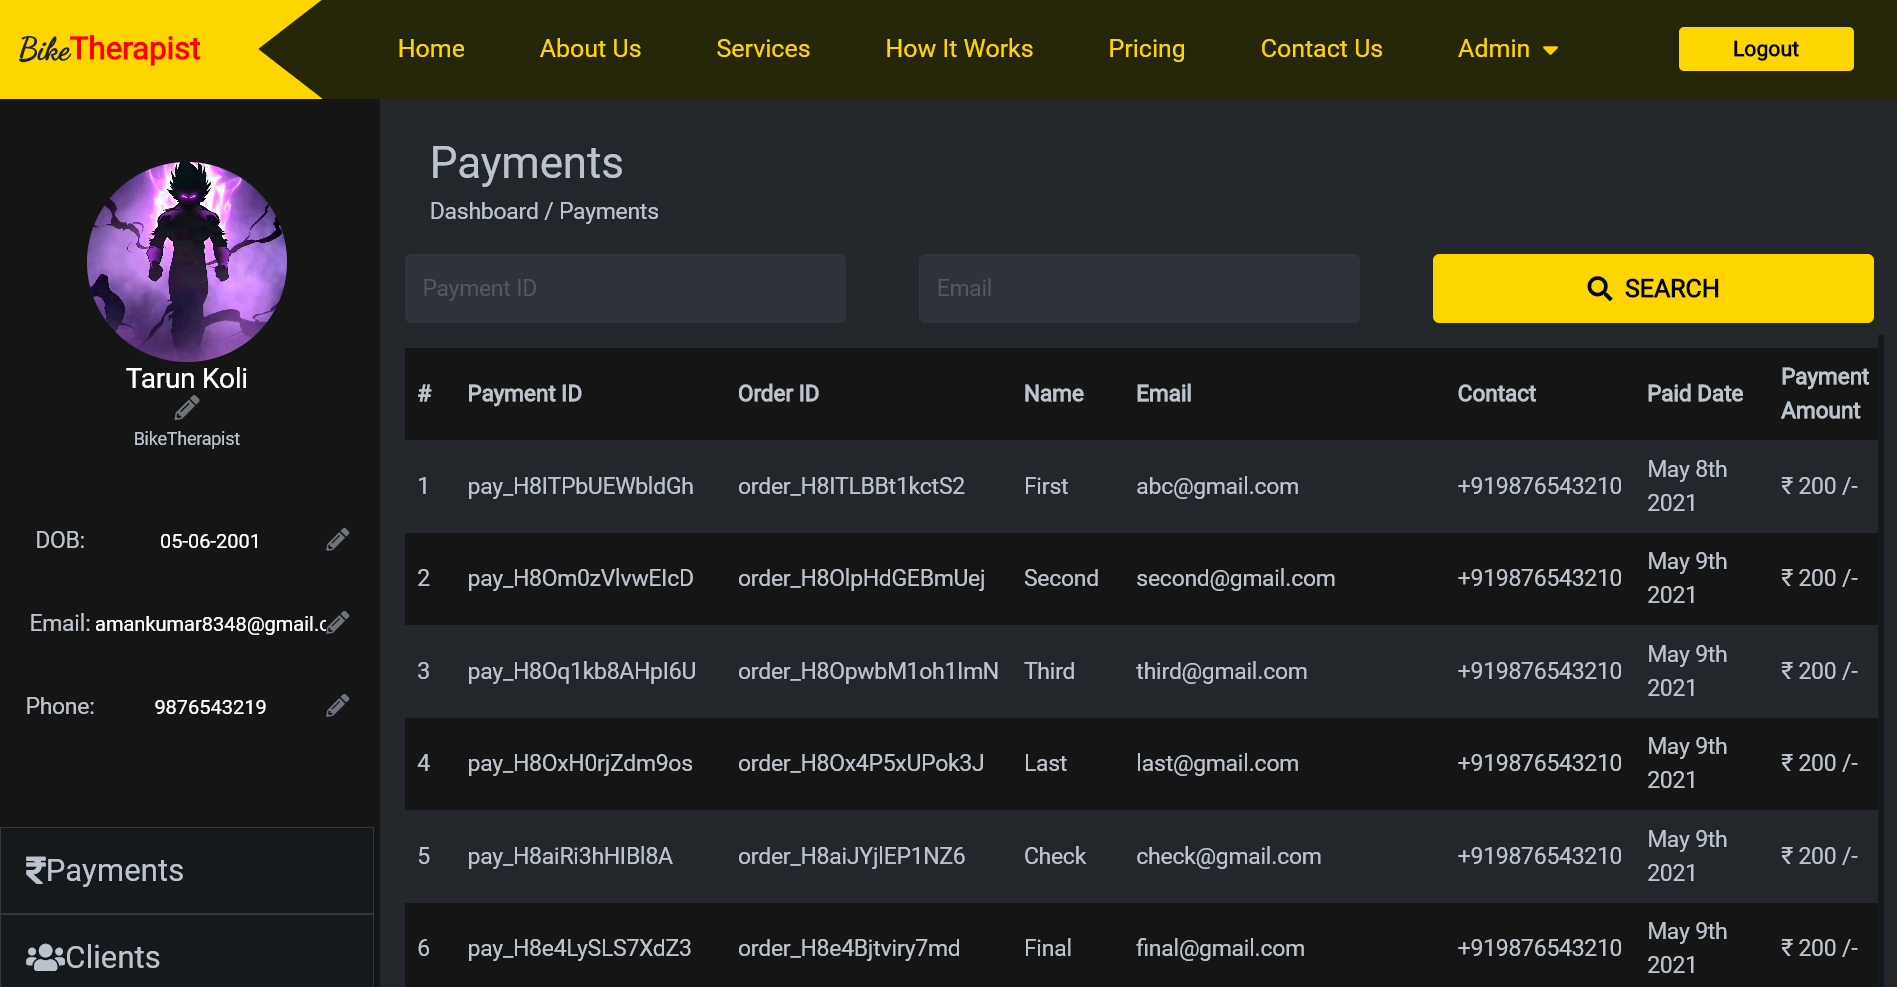 BikeTherapist
Home About Us Services How It Works Pricing Contact Us Admin Logout
Tarun Koli
BikeTherapist
DOB: 05-06-2001
Email: amankumar8348@gmail.c
Phone: 9876543219
Payments
Clients
Payments
Dashboard / Payments
Payment ID Email SEARCH
# Payment ID Order ID Name Email Contact Paid Date Payment Amount
1 pay_H8ITPbUEWbldGh order_H8ITLBBt1kctS2 First abc@gmail.com +919876543210 May 8th 2021 ₹ 200 /-
2 pay_H8Om0zVlvwEIcD order_H8OlpHdGEBmUej Second second@gmail.com +919876543210 May 9th 2021 ₹ 200 /-
3 pay_H8Oq1kb8AHpI6U order_H8OpwbM1oh1ImN Third third@gmail.com +919876543210 May 9th 2021 ₹ 200 /-
4 pay_H8OxH0rjZdm9os order_H8Ox4P5xUPok3J Last last@gmail.com +919876543210 May 9th 2021 ₹ 200 /-
5 pay_H8aiRi3hHIBl8A order_H8aiJYjlEP1NZ6 Check check@gmail.com +919876543210 May 9th 2021 ₹ 200 /-
6 pay_H8e4LySLS7XdZ3 order_H8e4Bjtviry7md Final final@gmail.com +919876543210 May 9th 2021 ₹ 200 /-